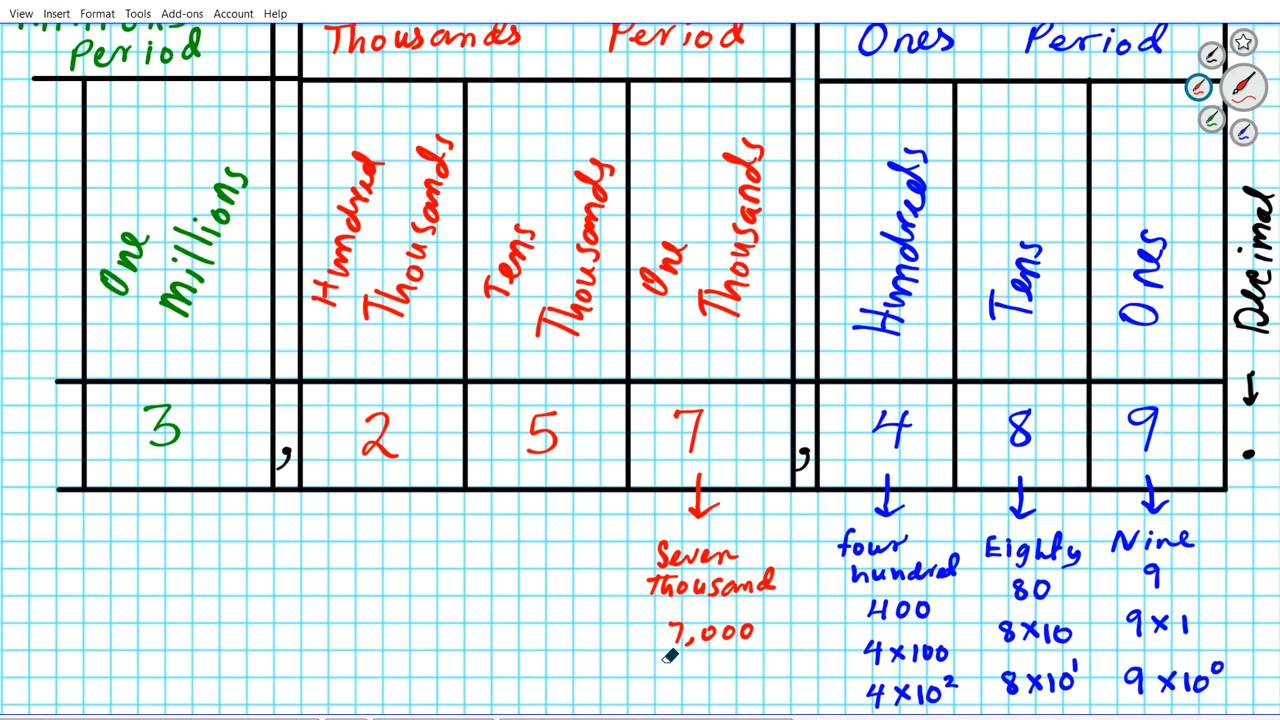 View Insert Format Tools Add-ons Account Help
Period
Thousands Period
Ones Period
One
Millions
Hundred
Thousands
Tens
Thousands
One
Thousands
Hundreds
Tens
Ones
Decimal
3 , 2 5 7 , 4 8 9 .
Seven
Thousand
7,000
four
hundred
400
4 × 100
4 × 10²
Eighty
80
8 × 10
8 × 10¹
Nine
9
9 × 1
9 × 10⁰